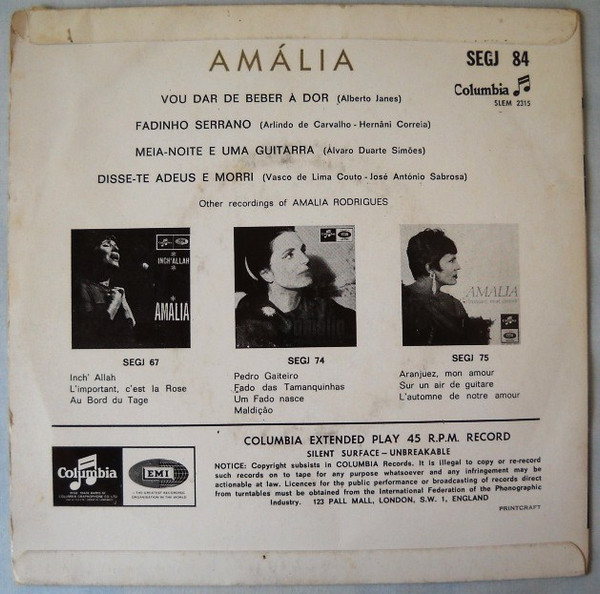 AMÁLIA
SEGJ 84
Columbia
SLEM 2315
VOU DAR DE BEBER À DOR (Alberto Janes)
FADINHO SERRANO (Arlindo de Carvalho - Hernâni Correia)
MEIA-NOITE E UMA GUITARRA (Álvaro Duarte Simões)
DISSE-TE ADEUS E MORRI (Vasco de Lima Couto - José António Sabrosa)
Other recordings of AMALIA RODRIGUES
INCH'ALLAH
*
*
AMALIA
AMALIA
SEGJ 67
SEGJ 74
SEGJ 75
Inch' Allah
L'important, c'est la Rose
Au Bord du Tage
Pedro Gaiteiro
Fado das Tamanquinhas
Um Fado nasce
Maldição
Aranjuez, mon amour
Sur un air de guitare
L'automne de notre amour
Columbia
EMI
THE GREATEST RECORDING
ORGANISATION IN THE WORLD
COLUMBIA EXTENDED PLAY 45 R.P.M. RECORD
SILENT SURFACE – UNBREAKABLE
NOTICE: Copyright subsists in COLUMBIA Records. It is illegal to copy or re-record
such records on to tape for any purpose whatsoever and any infringement may be
actionable at law. Licences for the public performance or broadcasting of records direct
from turntables must be obtained from the International Federation of the Phonographic
Industry. 123 PALL MALL, LONDON, S.W. 1, ENGLAND
PRINTCRAFT